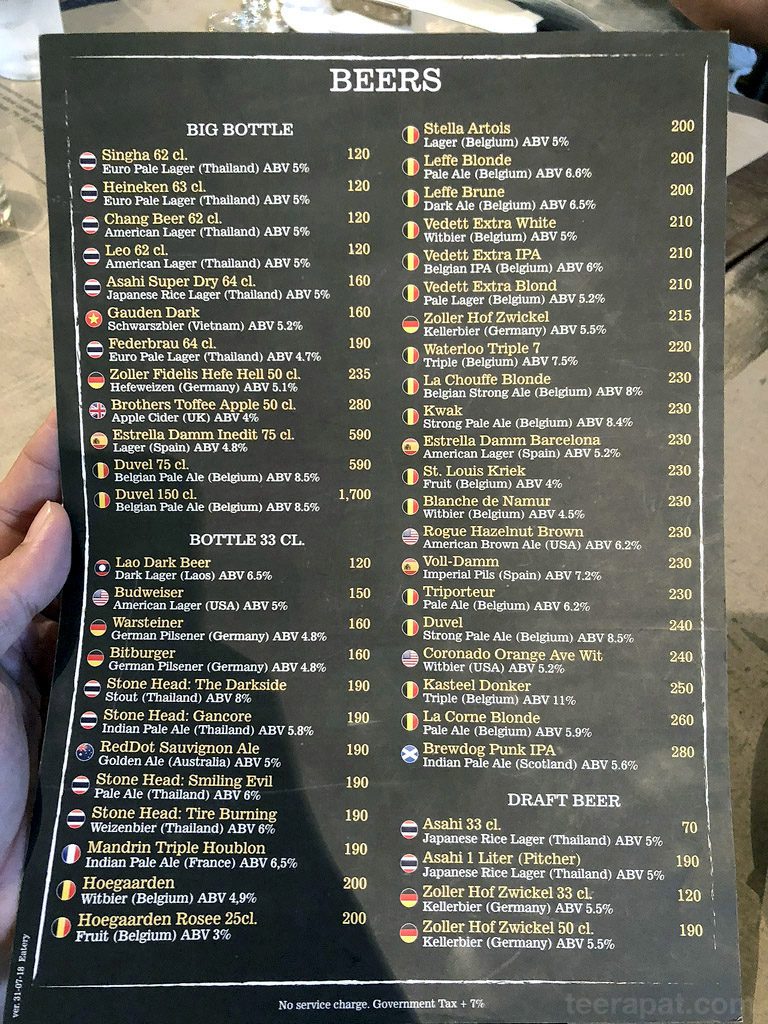 BEERS
BIG BOTTLE
Singha 62 cl. 120
Euro Pale Lager (Thailand) ABV 5%
Heineken 63 cl. 120
Euro Pale Lager (Thailand) ABV 5%
Chang Beer 62 cl. 120
American Lager (Thailand) ABV 5%
Leo 62 cl. 120
American Lager (Thailand) ABV 5%
Asahi Super Dry 64 cl. 160
Japanese Rice Lager (Thailand) ABV 5%
Gauden Dark 160
Schwarszbier (Vietnam) ABV 5.2%
Federbrau 64 cl. 190
Euro Pale Lager (Thailand) ABV 4.7%
Zoller Fidelis Hefe Hell 50 cl. 235
Hefeweizen (Germany) ABV 5.1%
Brothers Toffee Apple 50 cl. 280
Apple Cider (UK) ABV 4%
Estrella Damm Inedit 75 cl. 590
Lager (Spain) ABV 4.8%
Duvel 75 cl. 590
Belgian Pale Ale (Belgium) ABV 8.5%
Duvel 150 cl. 1,700
Belgian Pale Ale (Belgium) ABV 8.5%
BOTTLE 33 CL.
Lao Dark Beer 120
Dark Lager (Laos) ABV 6.5%
Budweiser 150
American Lager (USA) ABV 5%
Warsteiner 160
German Pilsener (Germany) ABV 4.8%
Bitburger 160
German Pilsener (Germany) ABV 4.8%
Stone Head: The Darkside 190
Stout (Thailand) ABV 8%
Stone Head: Gancore 190
Indian Pale Ale (Thailand) ABV 5.8%
RedDot Sauvignon Ale 190
Golden Ale (Australia) ABV 5%
Stone Head: Smiling Evil 190
Pale Ale (Thailand) ABV 6%
Stone Head: Tire Burning 190
Weizenbier (Thailand) ABV 6%
Mandrin Triple Houblon 190
Indian Pale Ale (France) ABV 6,5%
Hoegaarden 200
Witbier (Belgium) ABV 4,9%
Hoegaarden Rosee 25cl. 200
Fruit (Belgium) ABV 3%
Stella Artois 200
Lager (Belgium) ABV 5%
Leffe Blonde 200
Pale Ale (Belgium) ABV 6.6%
Leffe Brune 200
Dark Ale (Belgium) ABV 6.5%
Vedett Extra White 210
Witbier (Belgium) ABV 5%
Vedett Extra IPA 210
Belgian IPA (Belgium) ABV 6%
Vedett Extra Blond 210
Pale Lager (Belgium) ABV 5.2%
Zoller Hof Zwickel 215
Kellerbier (Germany) ABV 5.5%
Waterloo Triple 7 220
Triple (Belgium) ABV 7.5%
La Chouffe Blonde 230
Belgian Strong Ale (Belgium) ABV 8%
Kwak 230
Strong Pale Ale (Belgium) ABV 8.4%
Estrella Damm Barcelona 230
American Lager (Spain) ABV 5.2%
St. Louis Kriek 230
Fruit (Belgium) ABV 4%
Blanche de Namur 230
Witbier (Belgium) ABV 4.5%
Rogue Hazelnut Brown 230
American Brown Ale (USA) ABV 6.2%
Voll-Damm 230
Imperial Pils (Spain) ABV 7.2%
Triporteur 230
Pale Ale (Belgium) ABV 6.2%
Duvel 240
Strong Pale Ale (Belgium) ABV 8.5%
Coronado Orange Ave Wit 240
Witbier (USA) ABV 5.2%
Kasteel Donker 250
Triple (Belgium) ABV 11%
La Corne Blonde 260
Pale Ale (Belgium) ABV 5.9%
Brewdog Punk IPA 280
Indian Pale Ale (Scotland) ABV 5.6%
DRAFT BEER
Asahi 33 cl. 70
Japanese Rice Lager (Thailand) ABV 5%
Asahi 1 Liter (Pitcher) 190
Japanese Rice Lager (Thailand) ABV 5%
Zoller Hof Zwickel 33 cl. 120
Kellerbier (Germany) ABV 5.5%
Zoller Hof Zwickel 50 cl. 190
Kellerbier (Germany) ABV 5.5%
ver. 31-07-18 Eatery
No service charge. Government Tax + 7%
teerapat.com